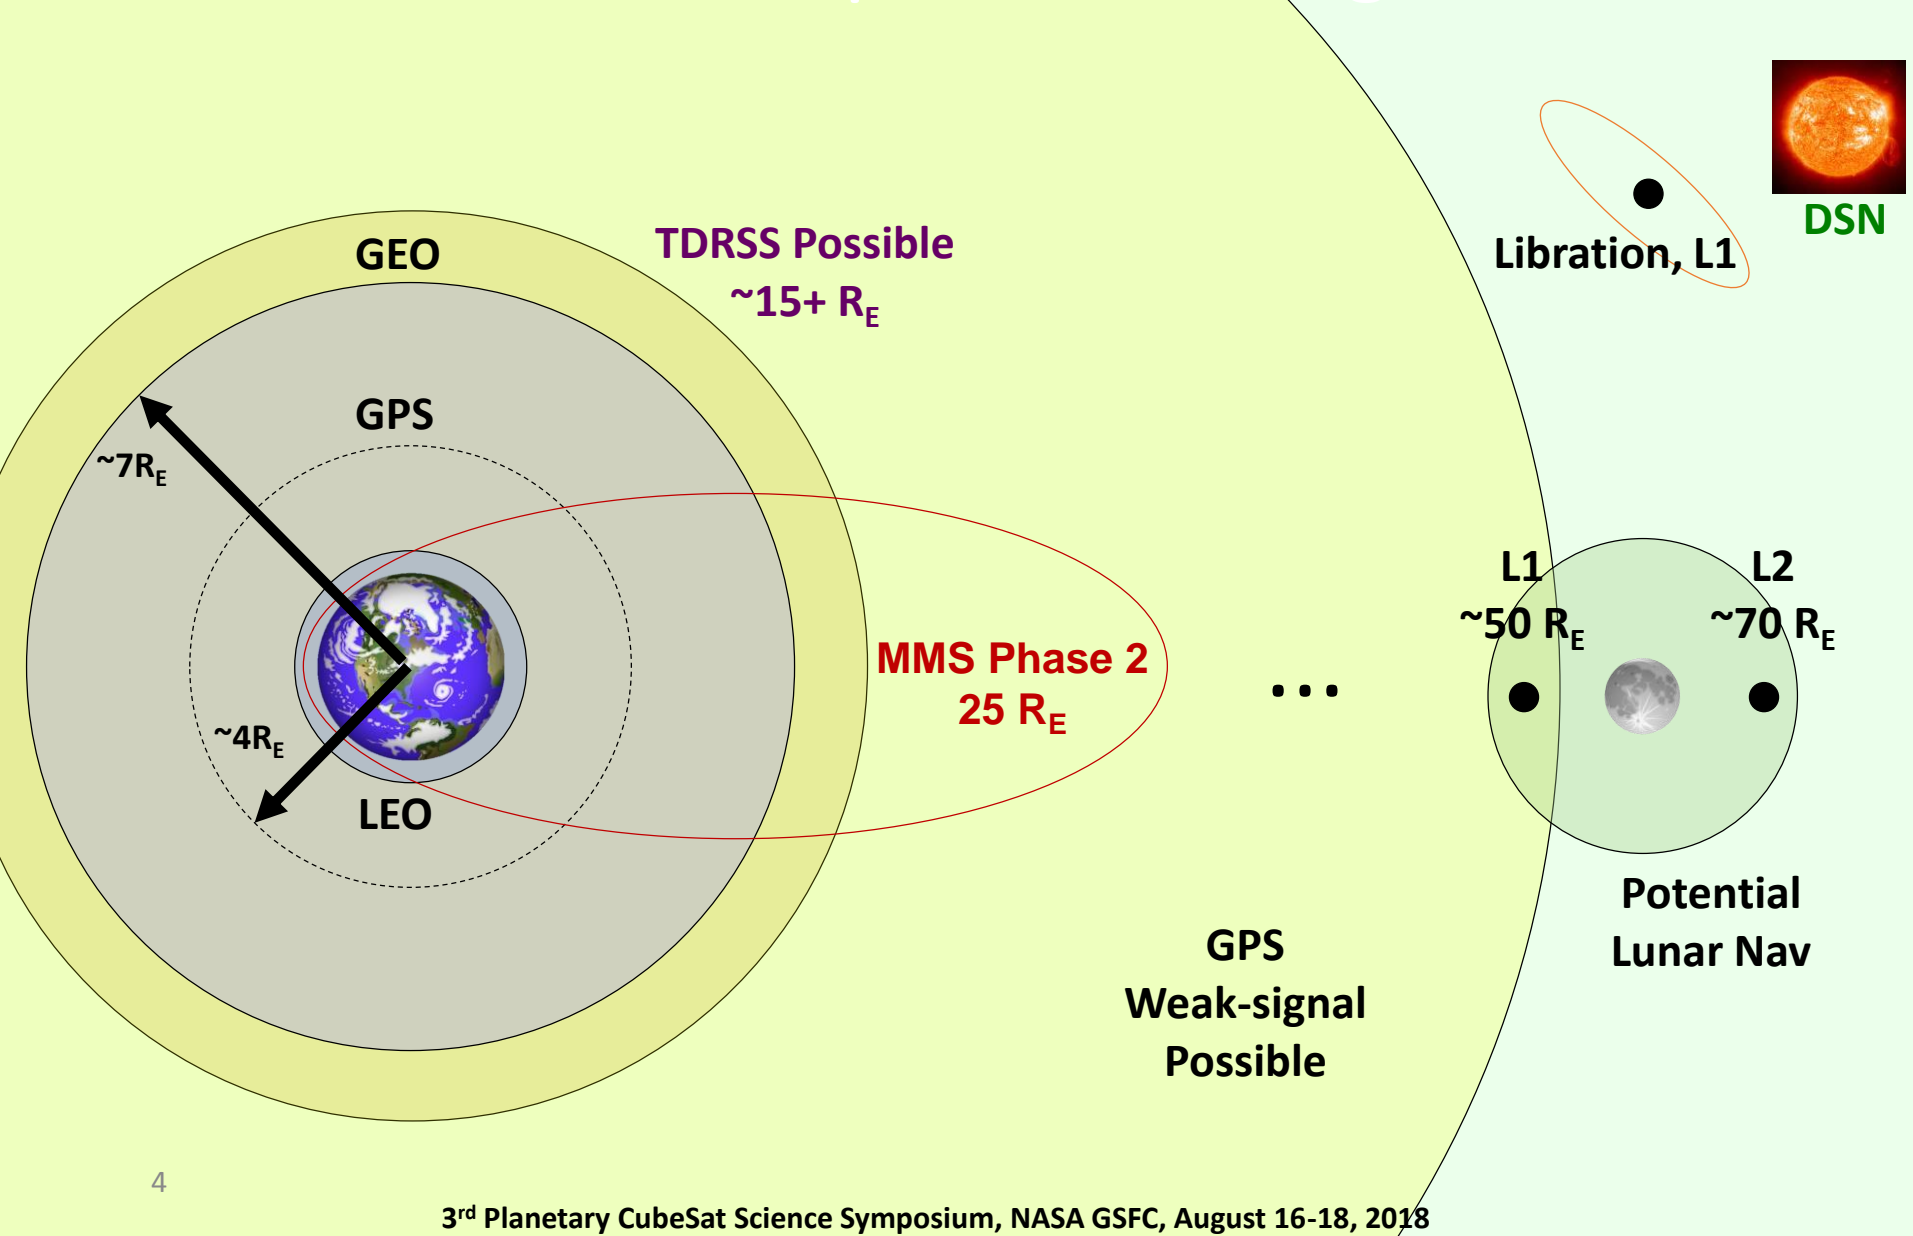 DSN
Libration, L1
GEO
TDRSS Possible
~15+ RE
GPS
~7RE
L1
~50 RE
L2
~70 RE
MMS Phase 2
25 RE
...
~4RE
LEO
Potential
Lunar Nav
GPS
Weak-signal
Possible
4
3rd Planetary CubeSat Science Symposium, NASA GSFC, August 16-18, 2018